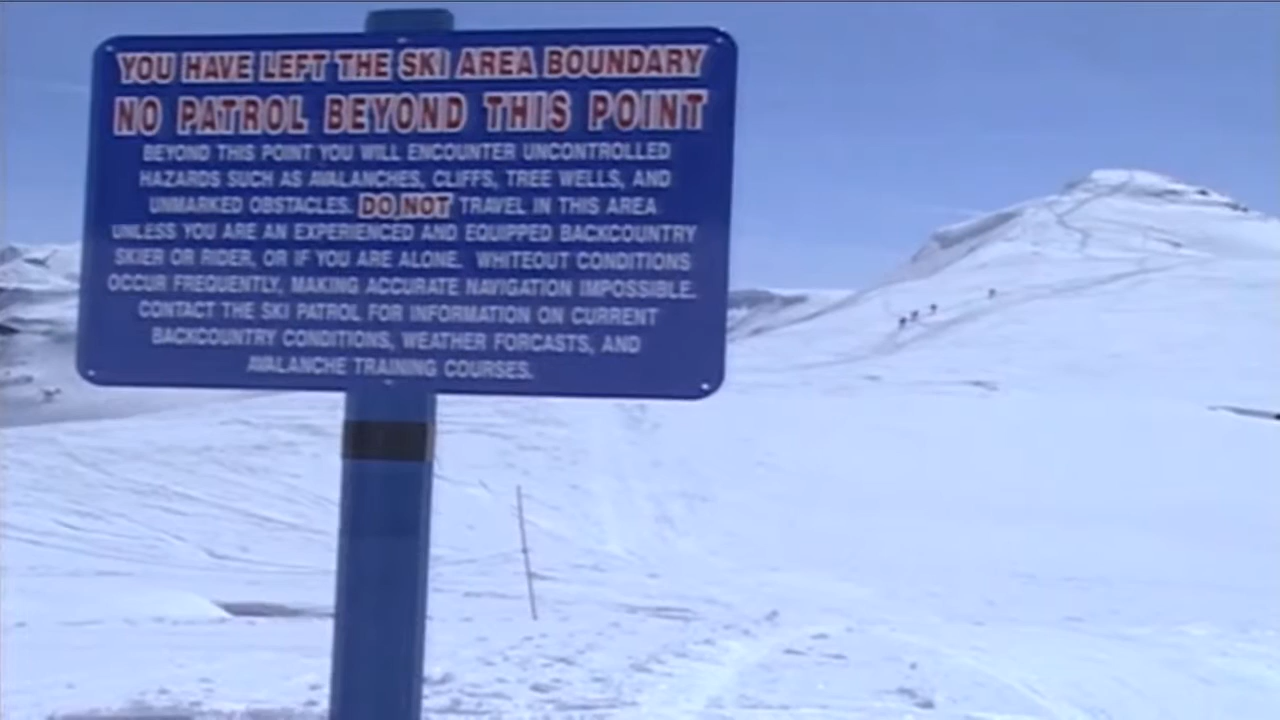 YOU HAVE LEFT THE SKI AREA BOUNDARY
NO PATROL BEYOND THIS POINT
BEYOND THIS POINT YOU WILL ENCOUNTER UNCONTROLLED
HAZARDS SUCH AS AVALANCHES, CLIFFS, TREE WELLS, AND
UNMARKED OBSTACLES. DO NOT TRAVEL IN THIS AREA
UNLESS YOU ARE AN EXPERIENCED AND EQUIPPED BACKCOUNTRY
SKIER OR RIDER, OR IF YOU ARE ALONE. WHITEOUT CONDITIONS
OCCUR FREQUENTLY, MAKING ACCURATE NAVIGATION IMPOSSIBLE.
CONTACT THE SKI PATROL FOR INFORMATION ON CURRENT
BACKCOUNTRY CONDITIONS, WEATHER FORCASTS, AND
AVALANCHE TRAINING COURSES.